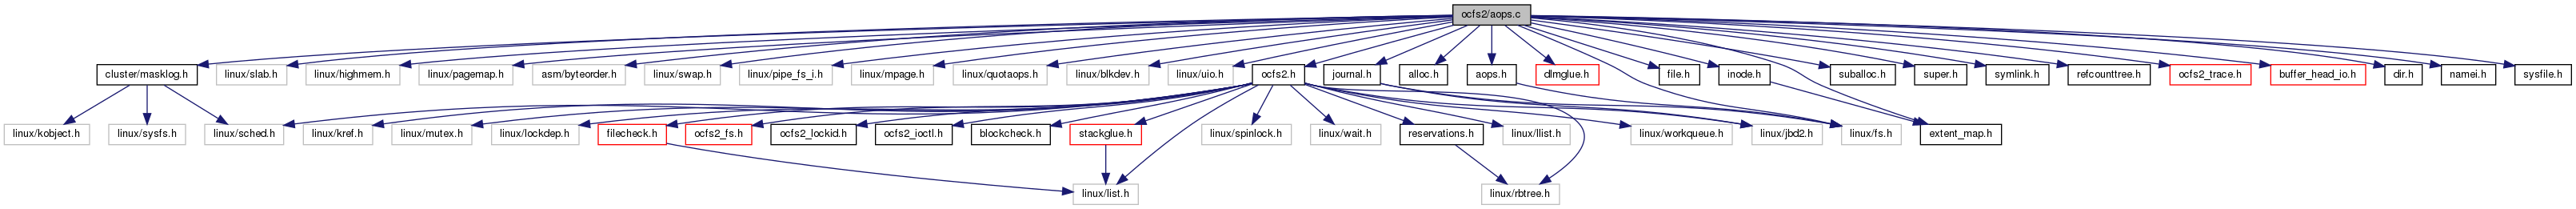 ocfs2/aops.c
cluster/masklog.h
linux/slab.h
linux/highmem.h
linux/pagemap.h
asm/byteorder.h
linux/swap.h
linux/pipe_fs_i.h
linux/mpage.h
linux/quotaops.h
linux/blkdev.h
linux/uio.h
ocfs2.h
journal.h
alloc.h
aops.h
dlmglue.h
file.h
inode.h
suballoc.h
super.h
symlink.h
refcounttree.h
ocfs2_trace.h
buffer_head_io.h
dir.h
namei.h
sysfile.h
linux/kobject.h
linux/sysfs.h
linux/sched.h
linux/kref.h
linux/mutex.h
linux/lockdep.h
filecheck.h
ocfs2_fs.h
ocfs2_lockid.h
ocfs2_ioctl.h
blockcheck.h
stackglue.h
linux/spinlock.h
linux/wait.h
reservations.h
linux/llist.h
linux/workqueue.h
linux/jbd2.h
linux/fs.h
extent_map.h
linux/list.h
linux/rbtree.h